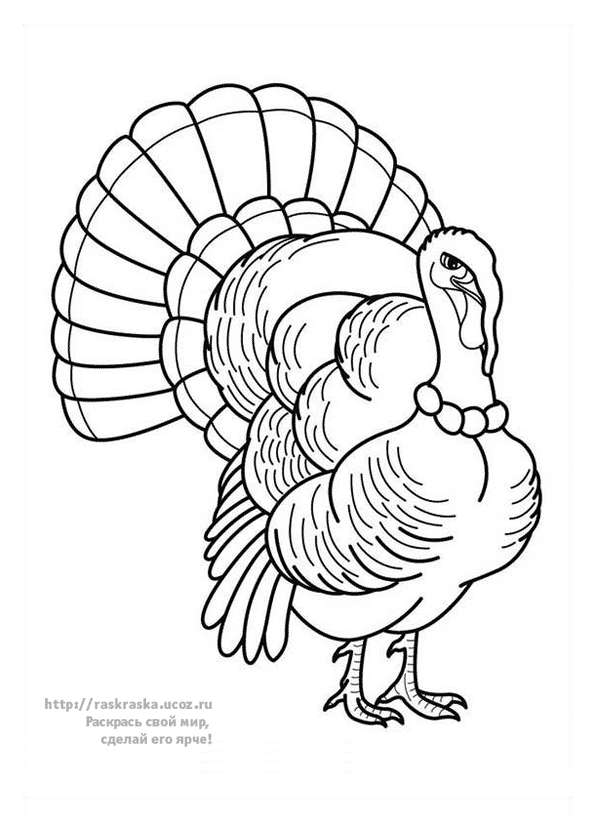 http://raskraska.ucoz.ru
Раскрась свой мир,
сделай его ярче!